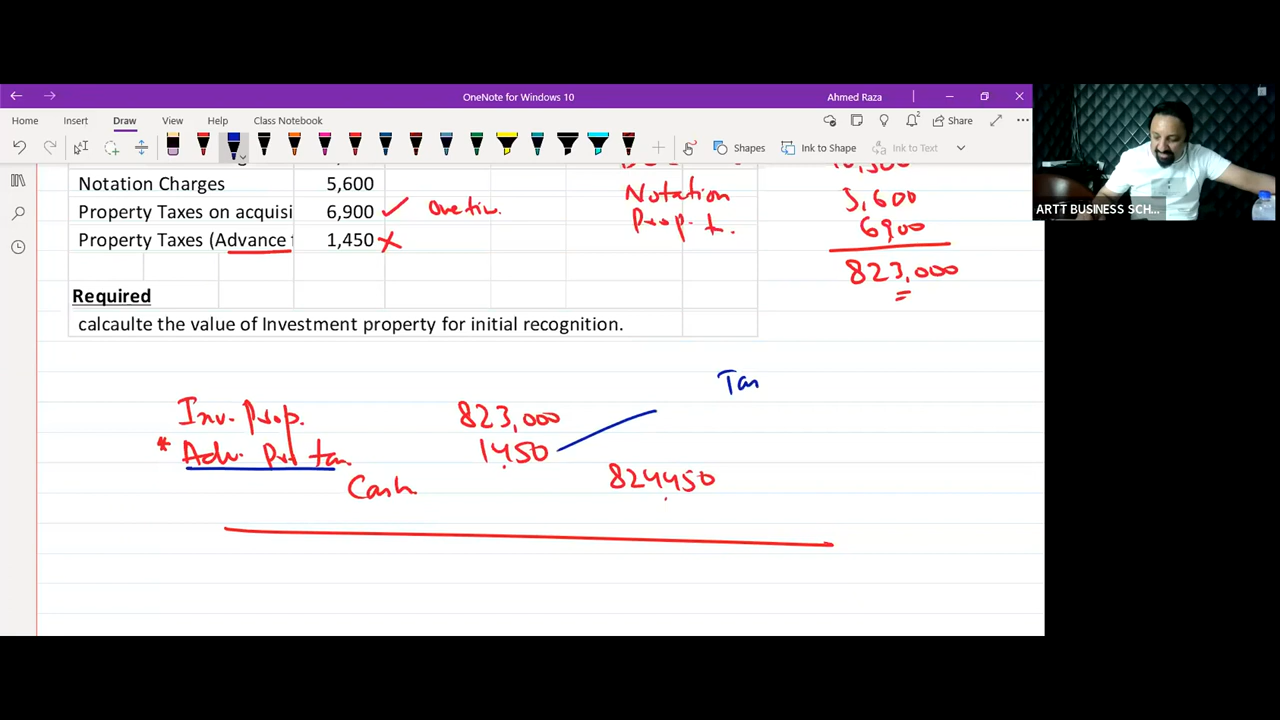 OneNote for Windows 10
Ahmed Raza
Home Insert Draw View Help Class Notebook
Share
Shapes Ink to Shape Ink to Text
ARTT BUSINESS SCH...
Notation Charges 5,600
Property Taxes on acquisi 6,900
Property Taxes (Advance 1,450
Notation
Prop. t.
5,600
6900
823,000
Required
calcaulte the value of Investment property for initial recognition.
Tax
Inv. Prop. 823,000
* Adv. Prt tax 1450
Cash 824450